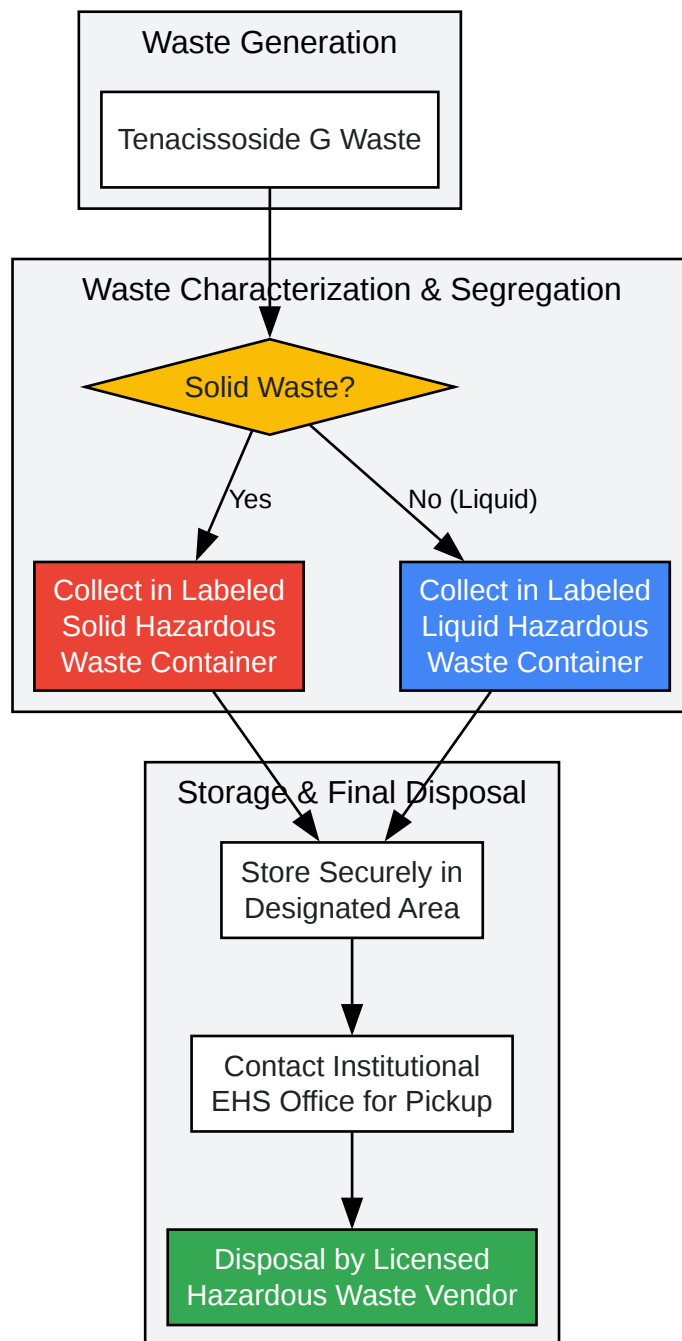 Waste Generation
Tenacissoside G Waste
Waste Characterization & Segregation
Solid Waste?
Yes
No (Liquid)
Collect in Labeled
Solid Hazardous
Waste Container
Collect in Labeled
Liquid Hazardous
Waste Container
Storage & Final Disposal
Store Securely in
Designated Area
Contact Institutional
EHS Office for Pickup
Disposal by Licensed
Hazardous Waste Vendor